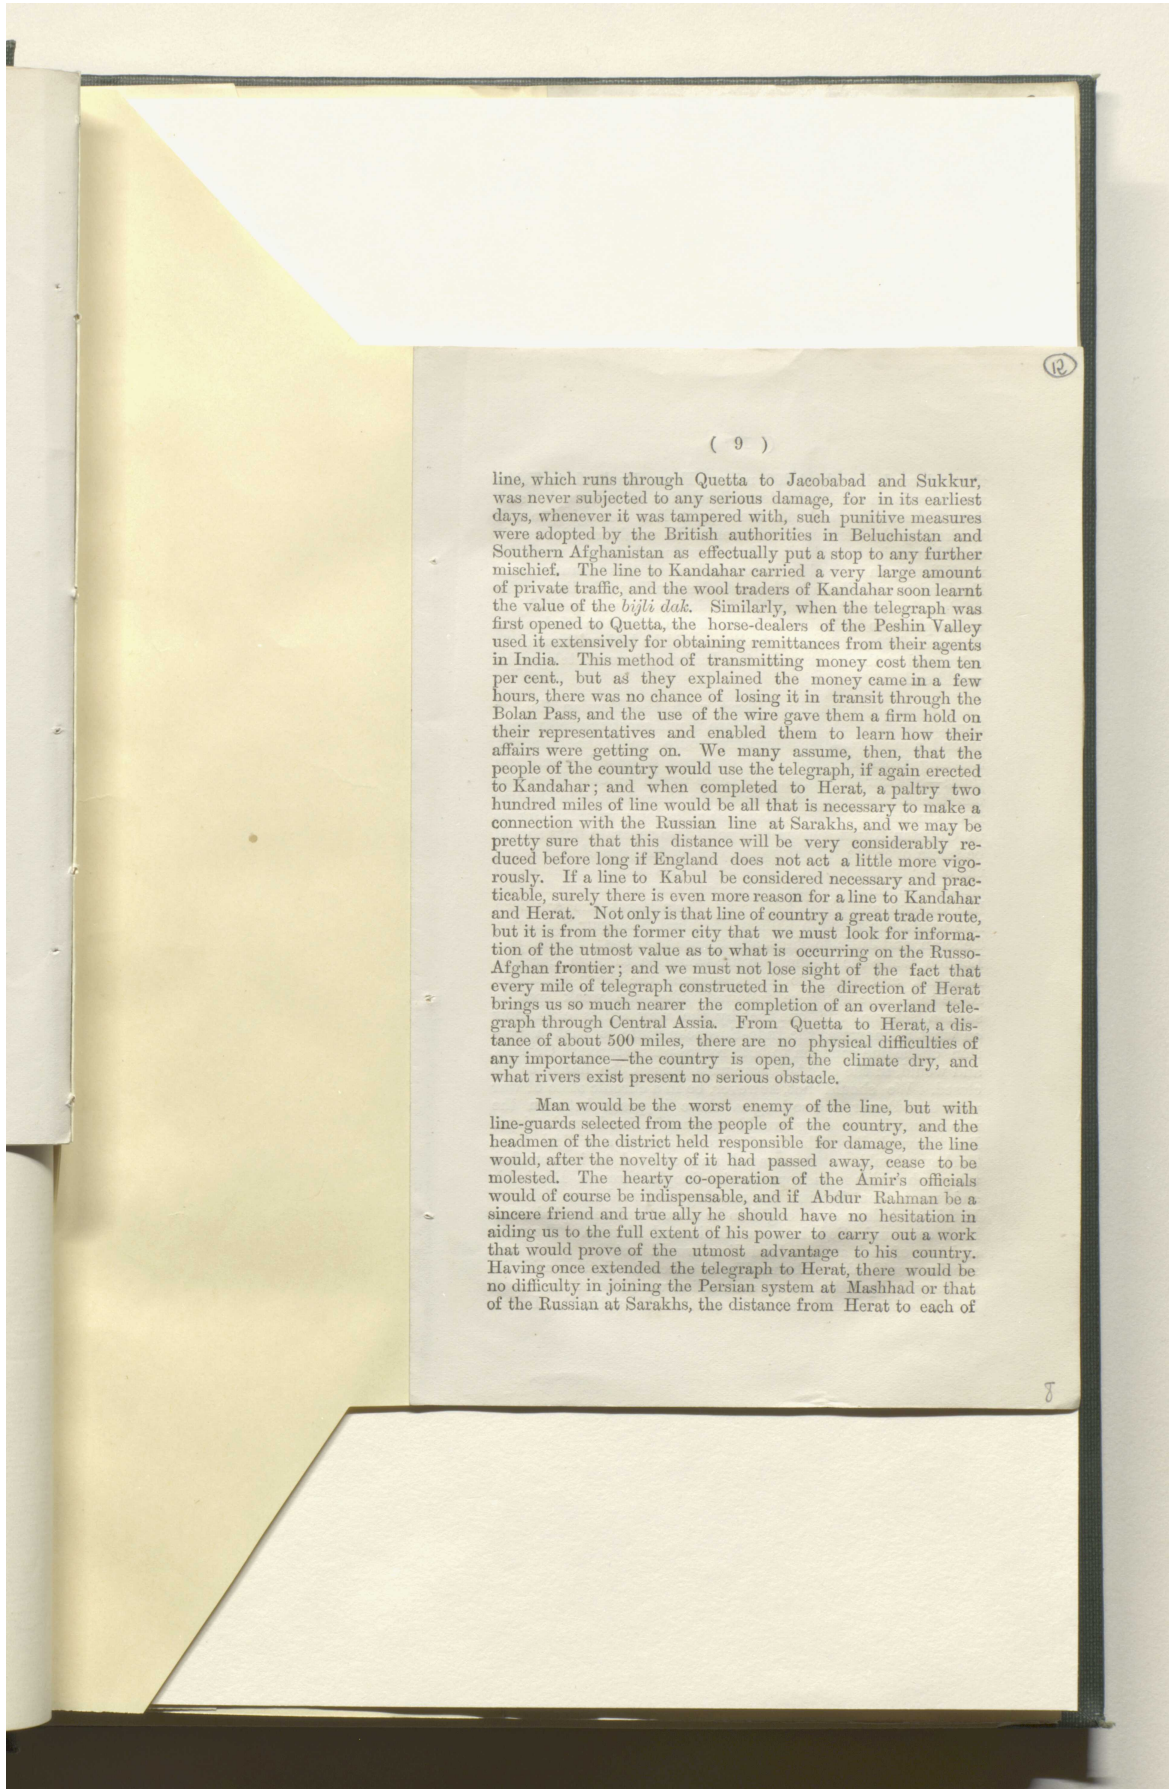 12
( 9 )
line, which runs through Quetta to Jacobabad and Sukkur,
was never subjected to any serious damage, for in its earliest
days, whenever it was tampered with, such punitive measures
were adopted by the British authorities in Beluchistan and
Southern Afghanistan as effectually put a stop to any further
mischief. The line to Kandahar carried a very large amount
of private traffic, and the wool traders of Kandahar soon learnt
the value of the bijli dak. Similarly, when the telegraph was
first opened to Quetta, the horse-dealers of the Peshin Valley
used it extensively for obtaining remittances from their agents
in India. This method of transmitting money cost them ten
per cent., but as they explained the money came in a few
hours, there was no chance of losing it in transit through the
Bolan Pass, and the use of the wire gave them a firm hold on
their representatives and enabled them to learn how their
affairs were getting on. We many assume, then, that the
people of the country would use the telegraph, if again erected
to Kandahar; and when completed to Herat, a paltry two
hundred miles of line would be all that is necessary to make a
connection with the Russian line at Sarakhs, and we may be
pretty sure that this distance will be very considerably re-
duced before long if England does not act a little more vigo-
rously. If a line to Kabul be considered necessary and prac-
ticable, surely there is even more reason for a line to Kandahar
and Herat. Not only is that line of country a great trade route,
but it is from the former city that we must look for informa-
tion of the utmost value as to what is occurring on the Russo-
Afghan frontier; and we must not lose sight of the fact that
every mile of telegraph constructed in the direction of Herat
brings us so much nearer the completion of an overland tele-
graph through Central Assia. From Quetta to Herat, a dis-
tance of about 500 miles, there are no physical difficulties of
any importance—the country is open, the climate dry, and
what rivers exist present no serious obstacle.
Man would be the worst enemy of the line, but with
line-guards selected from the people of the country, and the
headmen of the district held responsible for damage, the line
would, after the novelty of it had passed away, cease to be
molested. The hearty co-operation of the Amir's officials
would of course be indispensable, and if Abdur Rahman be a
sincere friend and true ally he should have no hesitation in
aiding us to the full extent of his power to carry out a work
that would prove of the utmost advantage to his country.
Having once extended the telegraph to Herat, there would be
no difficulty in joining the Persian system at Mashhad or that
of the Russian at Sarakhs, the distance from Herat to each of
8